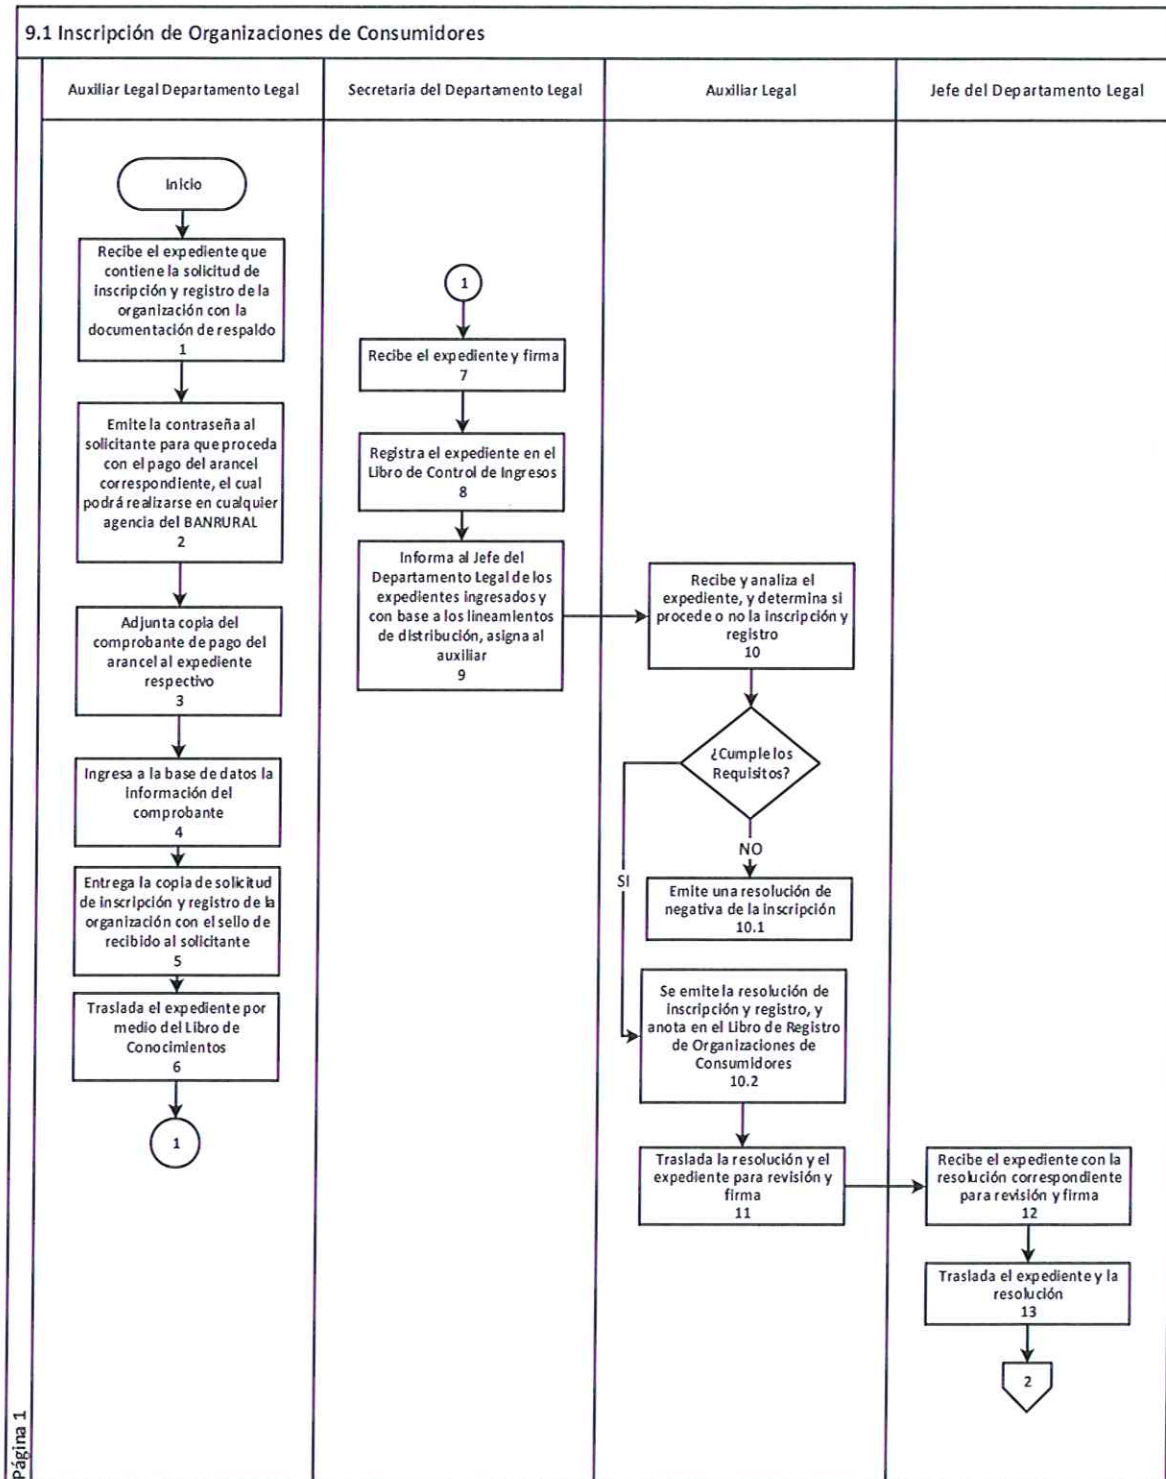 9.1 Inscripción de Organizaciones de Consumidores
Auxiliar Legal Departamento Legal
Secretaria del Departamento Legal
Auxiliar Legal
Jefe del Departamento Legal
Inicio
Recibe el expediente que
contiene la solicitud de
inscripción y registro de la
organización con la
documentación de respaldo
1
Emite la contraseña al
solicitante para que proceda
con el pago del arancel
correspondiente, el cual
podrá realizarse en cualquier
agencia del BANRURAL
2
Adjunta copia del
comprobante de pago del
arancel al expediente
respectivo
3
Ingresa a la base de datos la
información del
comprobante
4
Entrega la copia de solicitud
de inscripción y registro de la
organización con el sello de
recibido al solicitante
5
Traslada el expediente por
medio del Libro de
Conocimientos
6
1
1
Recibe el expediente y firma
7
Registra el expediente en el
Libro de Control de Ingresos
8
Informa al Jefe del
Departamento Legal de los
expedientes ingresados y
con base a los lineamientos
de distribución, asigna al
auxiliar
9
Recibe y analiza el
expediente, y determina si
procede o no la inscripción y
registro
10
¿Cumple los
Requisitos?
NO
SI
Emite una resolución de
negativa de la inscripción
10.1
Se emite la resolución de
inscripción y registro, y
anota en el Libro de Registro
de Organizaciones de
Consumidores
10.2
Traslada la resolución y el
expediente para revisión y
firma
11
Recibe el expediente con la
resolución correspondiente
para revisión y firma
12
Traslada el expediente y la
resolución
13
2
Página 1